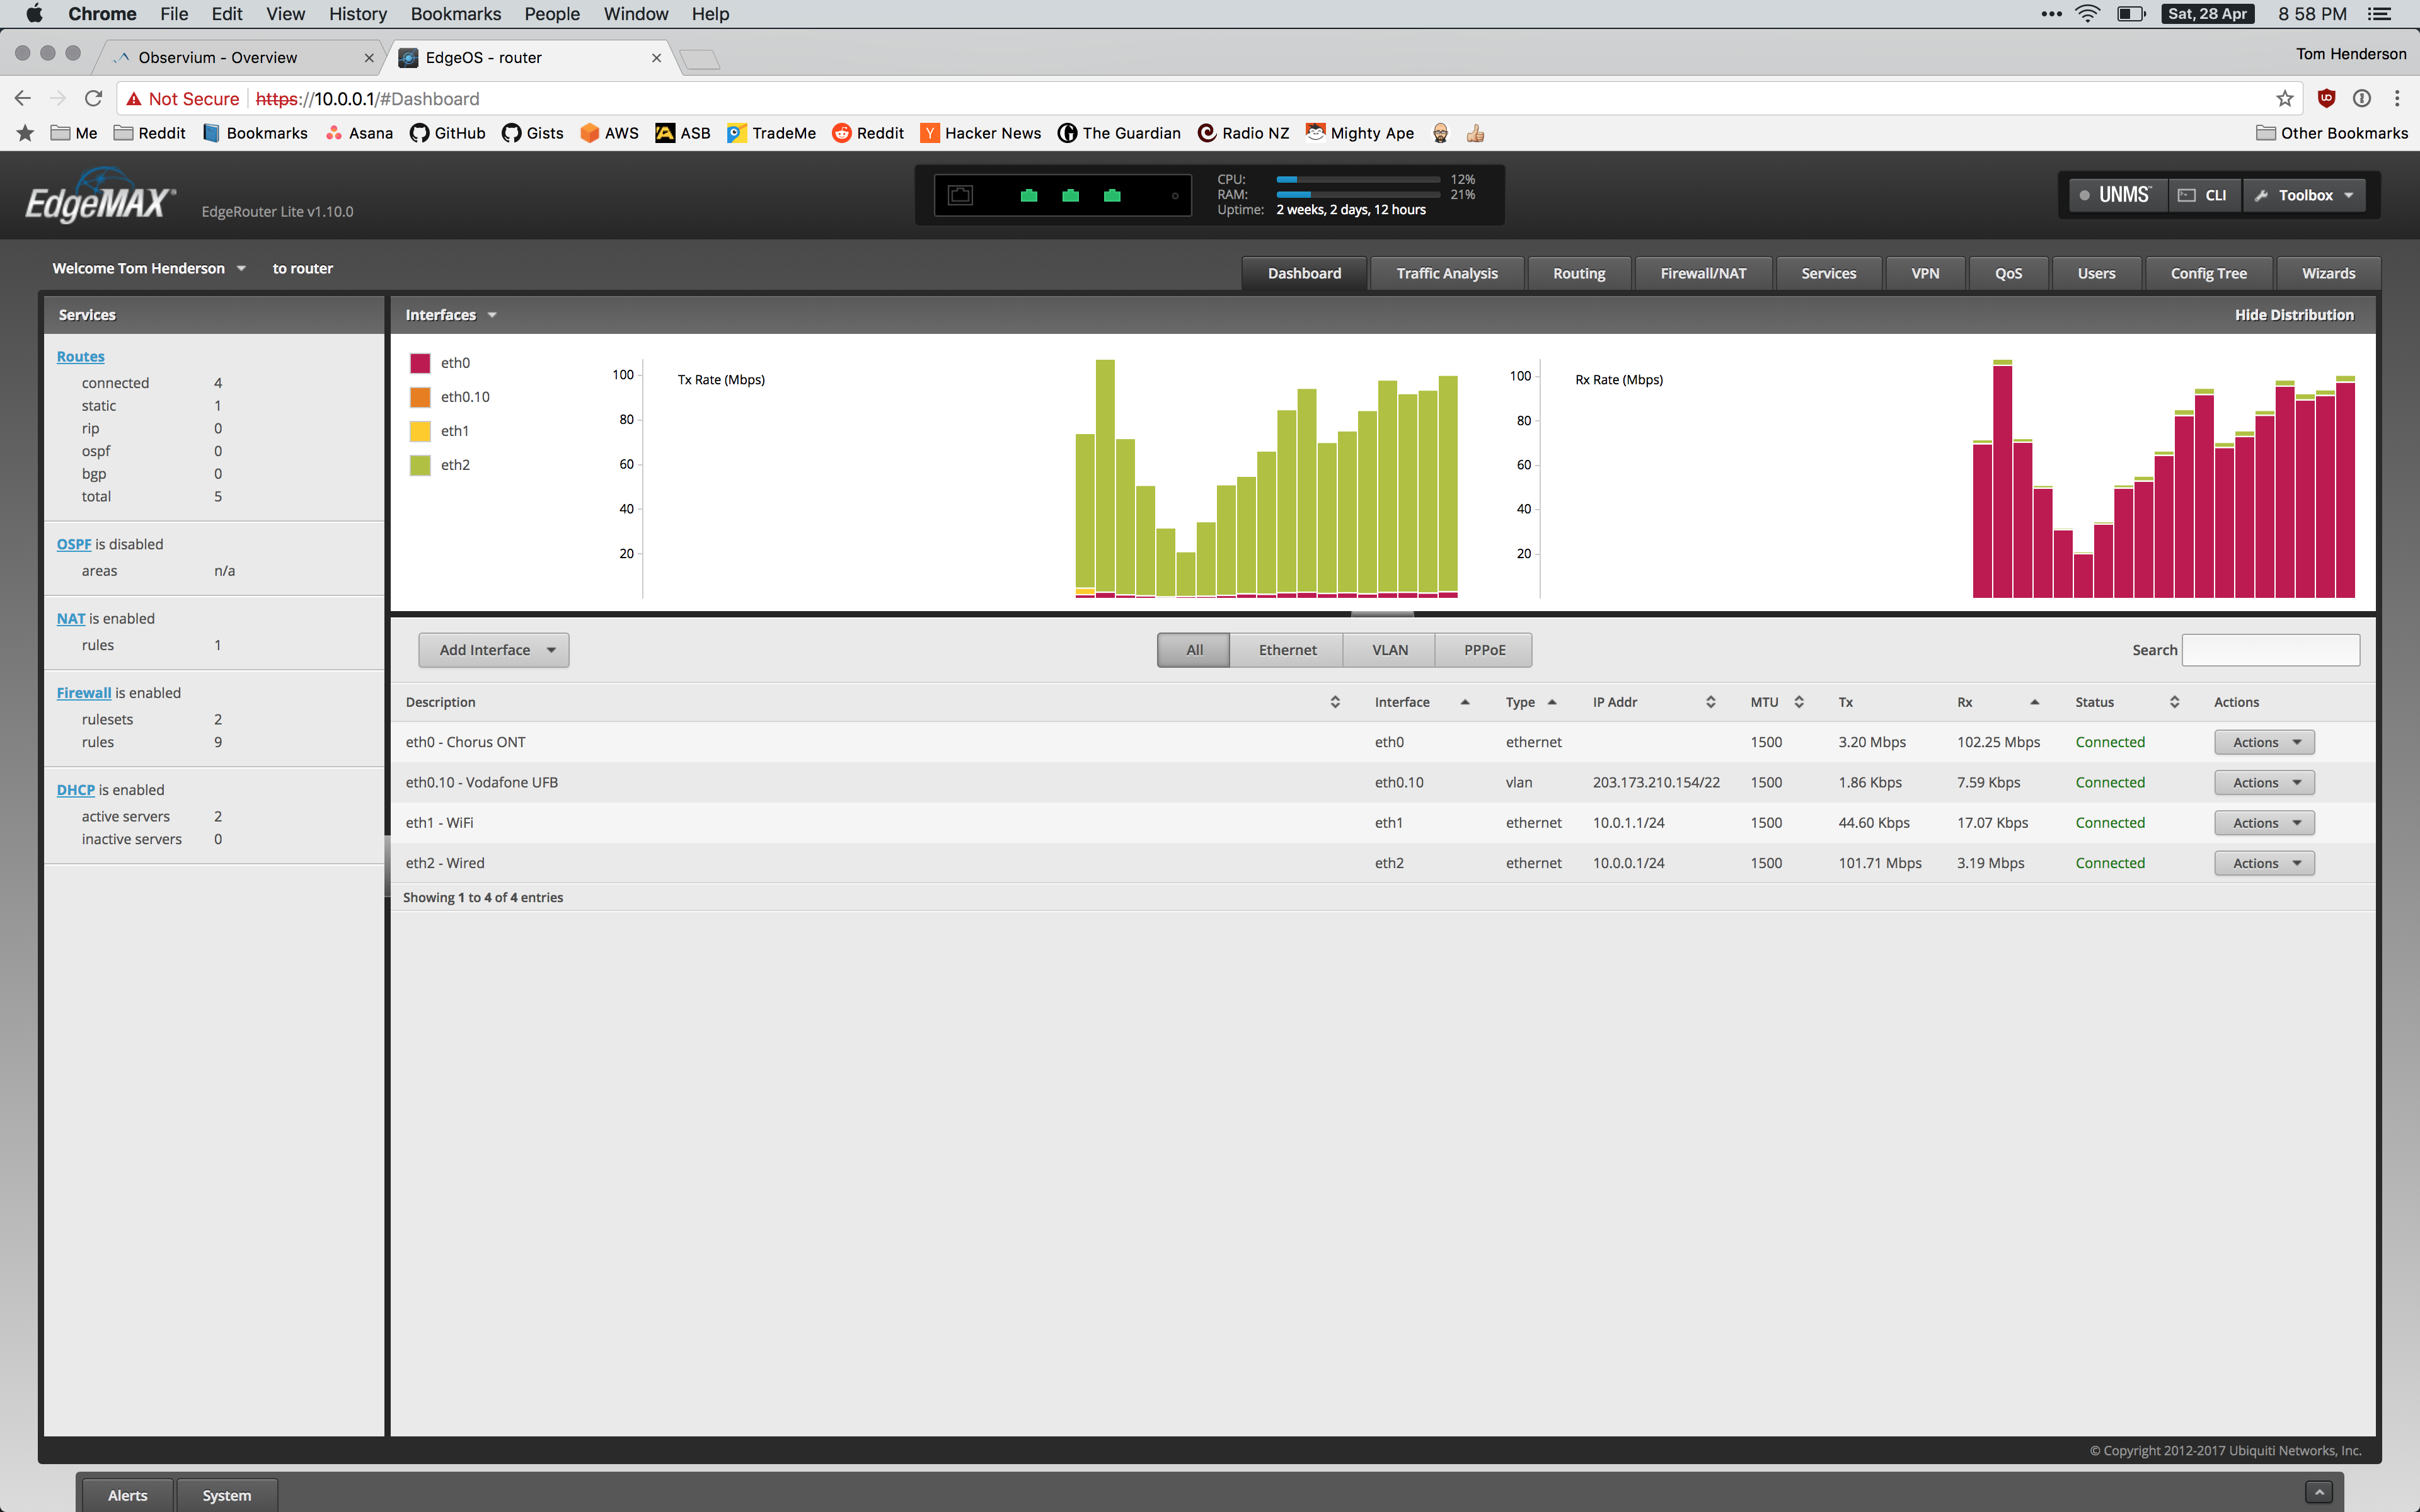 Chrome File Edit View History Bookmarks People Window Help Sat, 28 Apr 8 58 PM
Observium - Overview EdgeOS - router Tom Henderson
Not Secure https://10.0.0.1/#Dashboard
Me Reddit Bookmarks Asana GitHub Gists AWS ASB TradeMe Reddit Hacker News The Guardian Radio NZ Mighty Ape Other Bookmarks
EdgeMAX EdgeRouter Lite v1.10.0
CPU: 12%
RAM: 21%
Uptime: 2 weeks, 2 days, 12 hours
UNMS CLI Toolbox
Welcome Tom Henderson to router
Dashboard Traffic Analysis Routing Firewall/NAT Services VPN QoS Users Config Tree Wizards
Services
Routes
connected 4
static 1
rip 0
ospf 0
bgp 0
total 5
OSPF is disabled
areas n/a
NAT is enabled
rules 1
Firewall is enabled
rulesets 2
rules 9
DHCP is enabled
active servers 2
inactive servers 0
Interfaces Hide Distribution
eth0
eth0.10
eth1
eth2
Tx Rate (Mbps)
100
80
60
40
20
Rx Rate (Mbps)
100
80
60
40
20
Add Interface All Ethernet VLAN PPPoE Search
Description Interface Type IP Addr MTU Tx Rx Status Actions
eth0 - Chorus ONT eth0 ethernet 1500 3.20 Mbps 102.25 Mbps Connected Actions
eth0.10 - Vodafone UFB eth0.10 vlan 203.173.210.154/22 1500 1.86 Kbps 7.59 Kbps Connected Actions
eth1 - WiFi eth1 ethernet 10.0.1.1/24 1500 44.60 Kbps 17.07 Kbps Connected Actions
eth2 - Wired eth2 ethernet 10.0.0.1/24 1500 101.71 Mbps 3.19 Mbps Connected Actions
Showing 1 to 4 of 4 entries
© Copyright 2012-2017 Ubiquiti Networks, Inc.
Alerts System